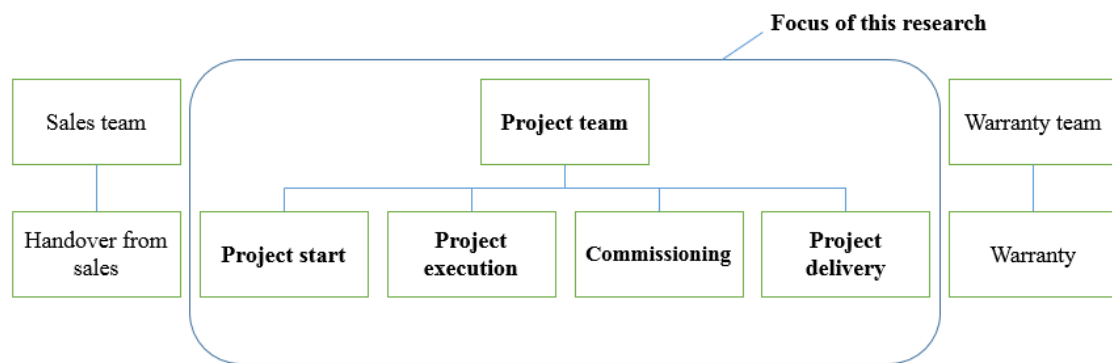 Focus of this research
Sales team
Project team
Warranty team
Handover from
sales
Project start
Project
execution
Commissioning
Project
delivery
Warranty